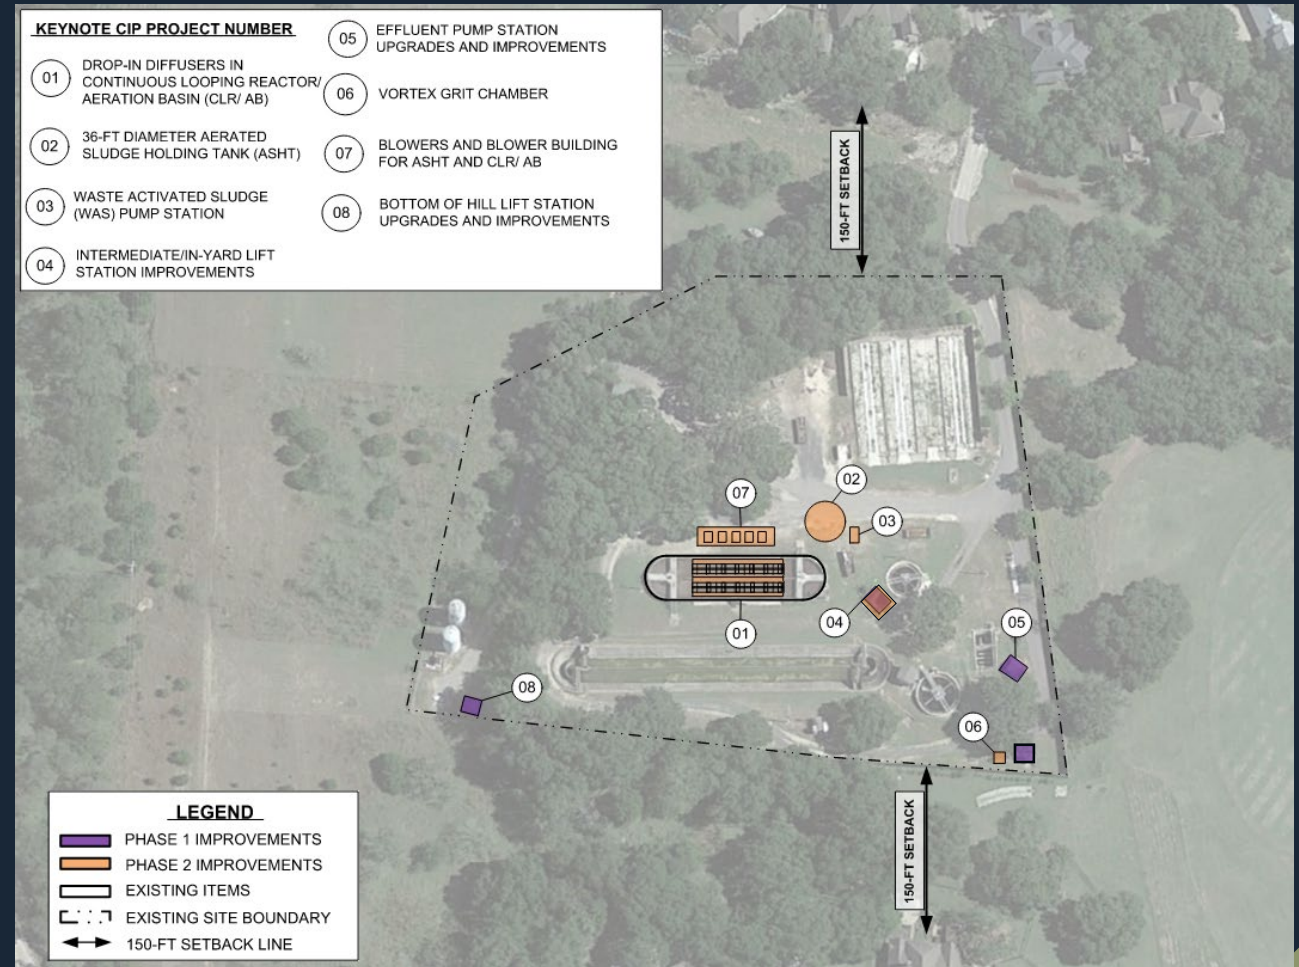 KEYNOTE CIP PROJECT NUMBER
01
DROP-IN DIFFUSERS IN
CONTINUOUS LOOPING REACTOR/
AERATION BASIN (CLR/ AB)
02
36-FT DIAMETER AERATED
SLUDGE HOLDING TANK (ASHT)
03
WASTE ACTIVATED SLUDGE
(WAS) PUMP STATION
04
INTERMEDIATE/IN-YARD LIFT
STATION IMPROVEMENTS
05
EFFLUENT PUMP STATION
UPGRADES AND IMPROVEMENTS
06
VORTEX GRIT CHAMBER
07
BLOWERS AND BLOWER BUILDING
FOR ASHT AND CLR/ AB
08
BOTTOM OF HILL LIFT STATION
UPGRADES AND IMPROVEMENTS
150-FT SETBACK
02
07
03
04
05
01
08
06
150-FT SETBACK
LEGEND
PHASE 1 IMPROVEMENTS
PHASE 2 IMPROVEMENTS
EXISTING ITEMS
EXISTING SITE BOUNDARY
150-FT SETBACK LINE